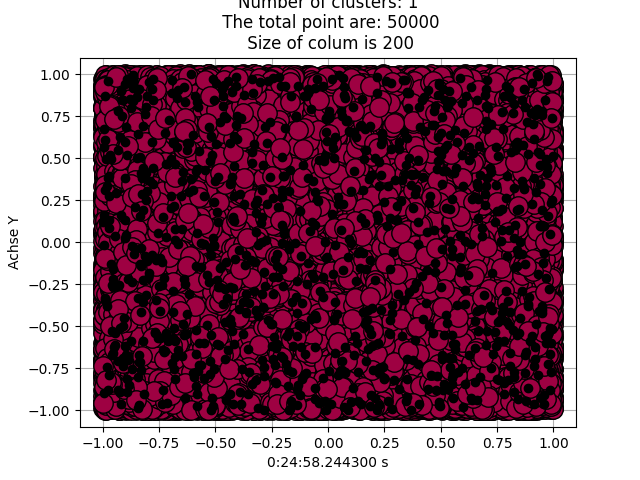 Number of clusters: 1
The total point are: 50000
Size of colum is 200
1.00
0.75
0.50
0.25
0.00
−0.25
−0.50
−0.75
−1.00
Achse Y
−1.00 −0.75 −0.50 −0.25 0.00 0.25 0.50 0.75 1.00
0:24:58.244300 s